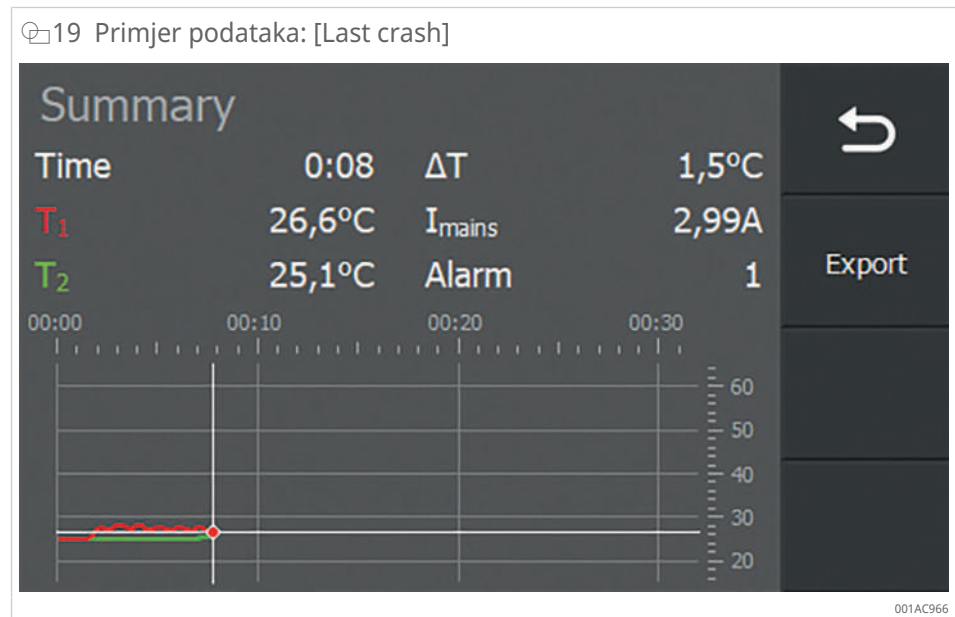 19 Primjer podataka: [Last crash]
Summary
Time 0:08 ΔT 1,5°C
T₁ 26,6°C Imains 2,99A
T₂ 25,1°C Alarm 1
Export
00:00 00:10 00:20 00:30
60
50
40
30
20
001AC966